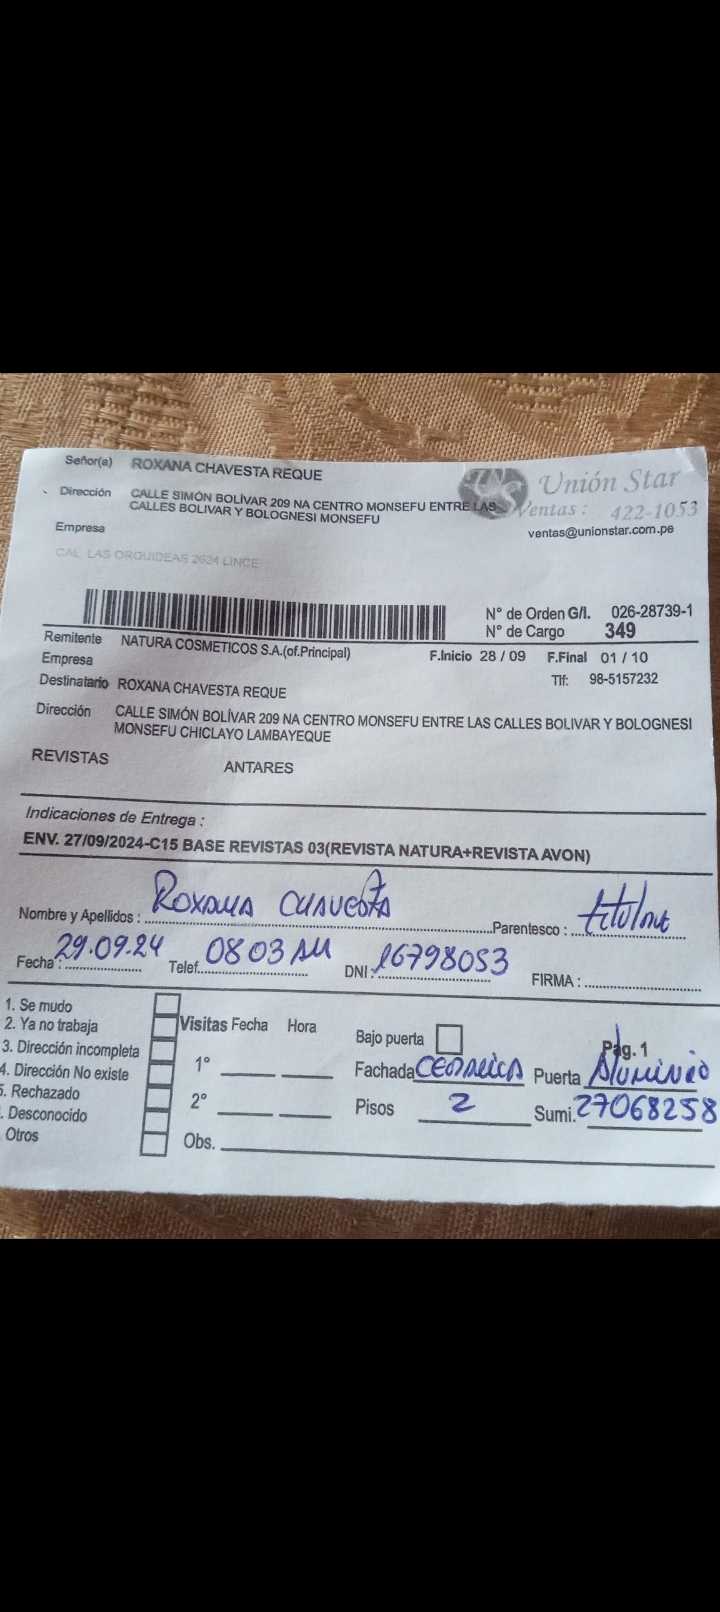 Señor(a) ROXANA CHAVESTA REQUE
Unión Star
Dirección CALLE SIMÓN BOLÍVAR 209 NA CENTRO MONSEFU ENTRE LAS
CALLES BOLIVAR Y BOLOGNESI MONSEFU
Ventas : 422-1053
ventas@unionstar.com.pe
Empresa
CAL LAS ORQUIDEAS 2624 LINCE
N° de Orden G/I. 026-28739-1
N° de Cargo 349
Remitente NATURA COSMETICOS S.A.(of.Principal)
F.Inicio 28 / 09 F.Final 01 / 10
Empresa
Tlf: 98-5157232
Destinatario ROXANA CHAVESTA REQUE
Dirección CALLE SIMÓN BOLÍVAR 209 NA CENTRO MONSEFU ENTRE LAS CALLES BOLIVAR Y BOLOGNESI
MONSEFU CHICLAYO LAMBAYEQUE
REVISTAS ANTARES
Indicaciones de Entrega :
ENV. 27/09/2024-C15 BASE REVISTAS 03(REVISTA NATURA+REVISTA AVON)
Nombre y Apellidos : ROXANA CHAVESTA Parentesco : titular
Fecha : 29.09.24 Telef. 0803 AM DNI : 16798053 FIRMA :
1. Se mudo
2. Ya no trabaja
3. Dirección incompleta
4. Dirección No existe
5. Rechazado
. Desconocido
Otros
Visitas Fecha Hora
1°
2°
Obs.
Bajo puerta
Pág. 1
Fachada CERAMICA Puerta ALUMINIO
Pisos 2 Sumi. 27068258